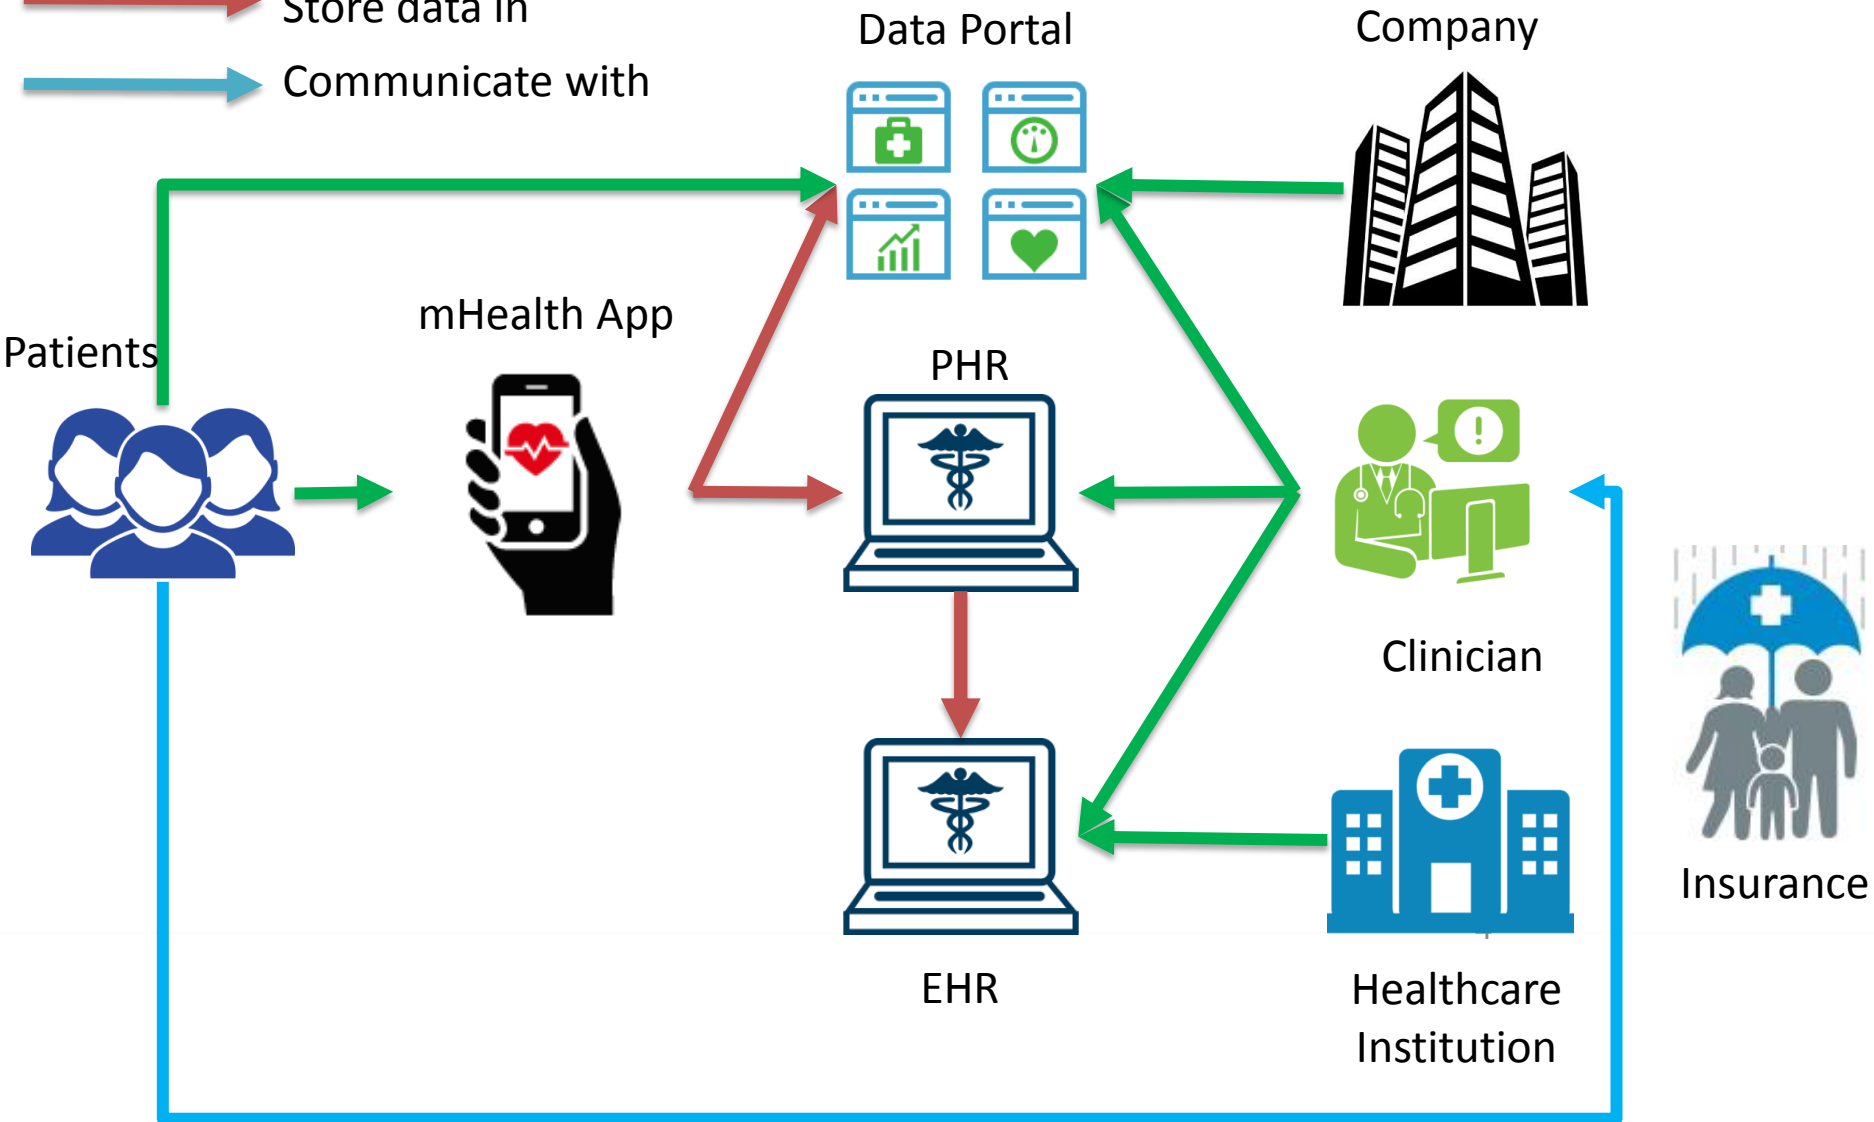 Store data in
Communicate with
Data Portal
Company
mHealth App
Patients
PHR
Clinician
Insurance
EHR
Healthcare
Institution